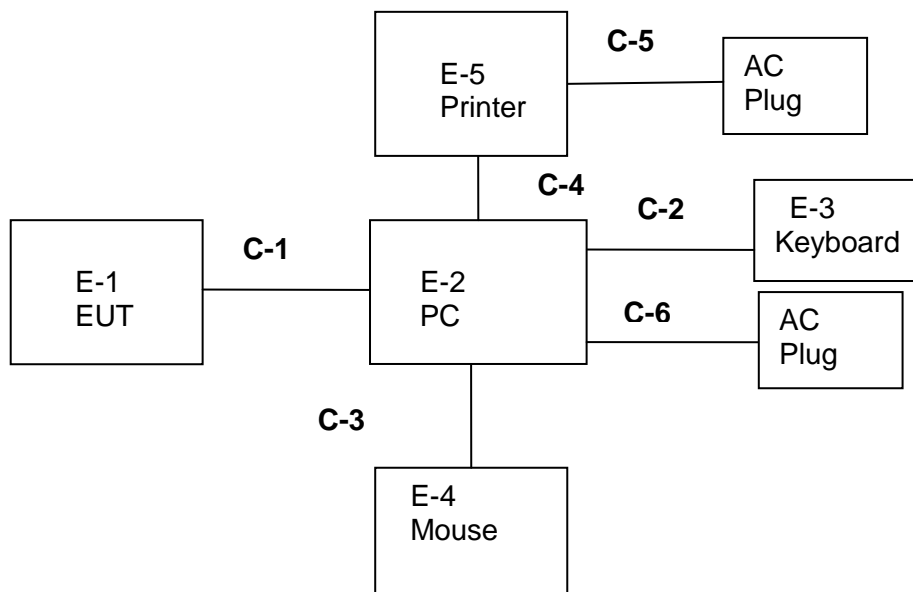 C-5
E-5
Printer
AC
Plug
C-4
C-2
E-3
Keyboard
C-1
E-1
EUT
E-2
PC
C-6
AC
Plug
C-3
E-4
Mouse